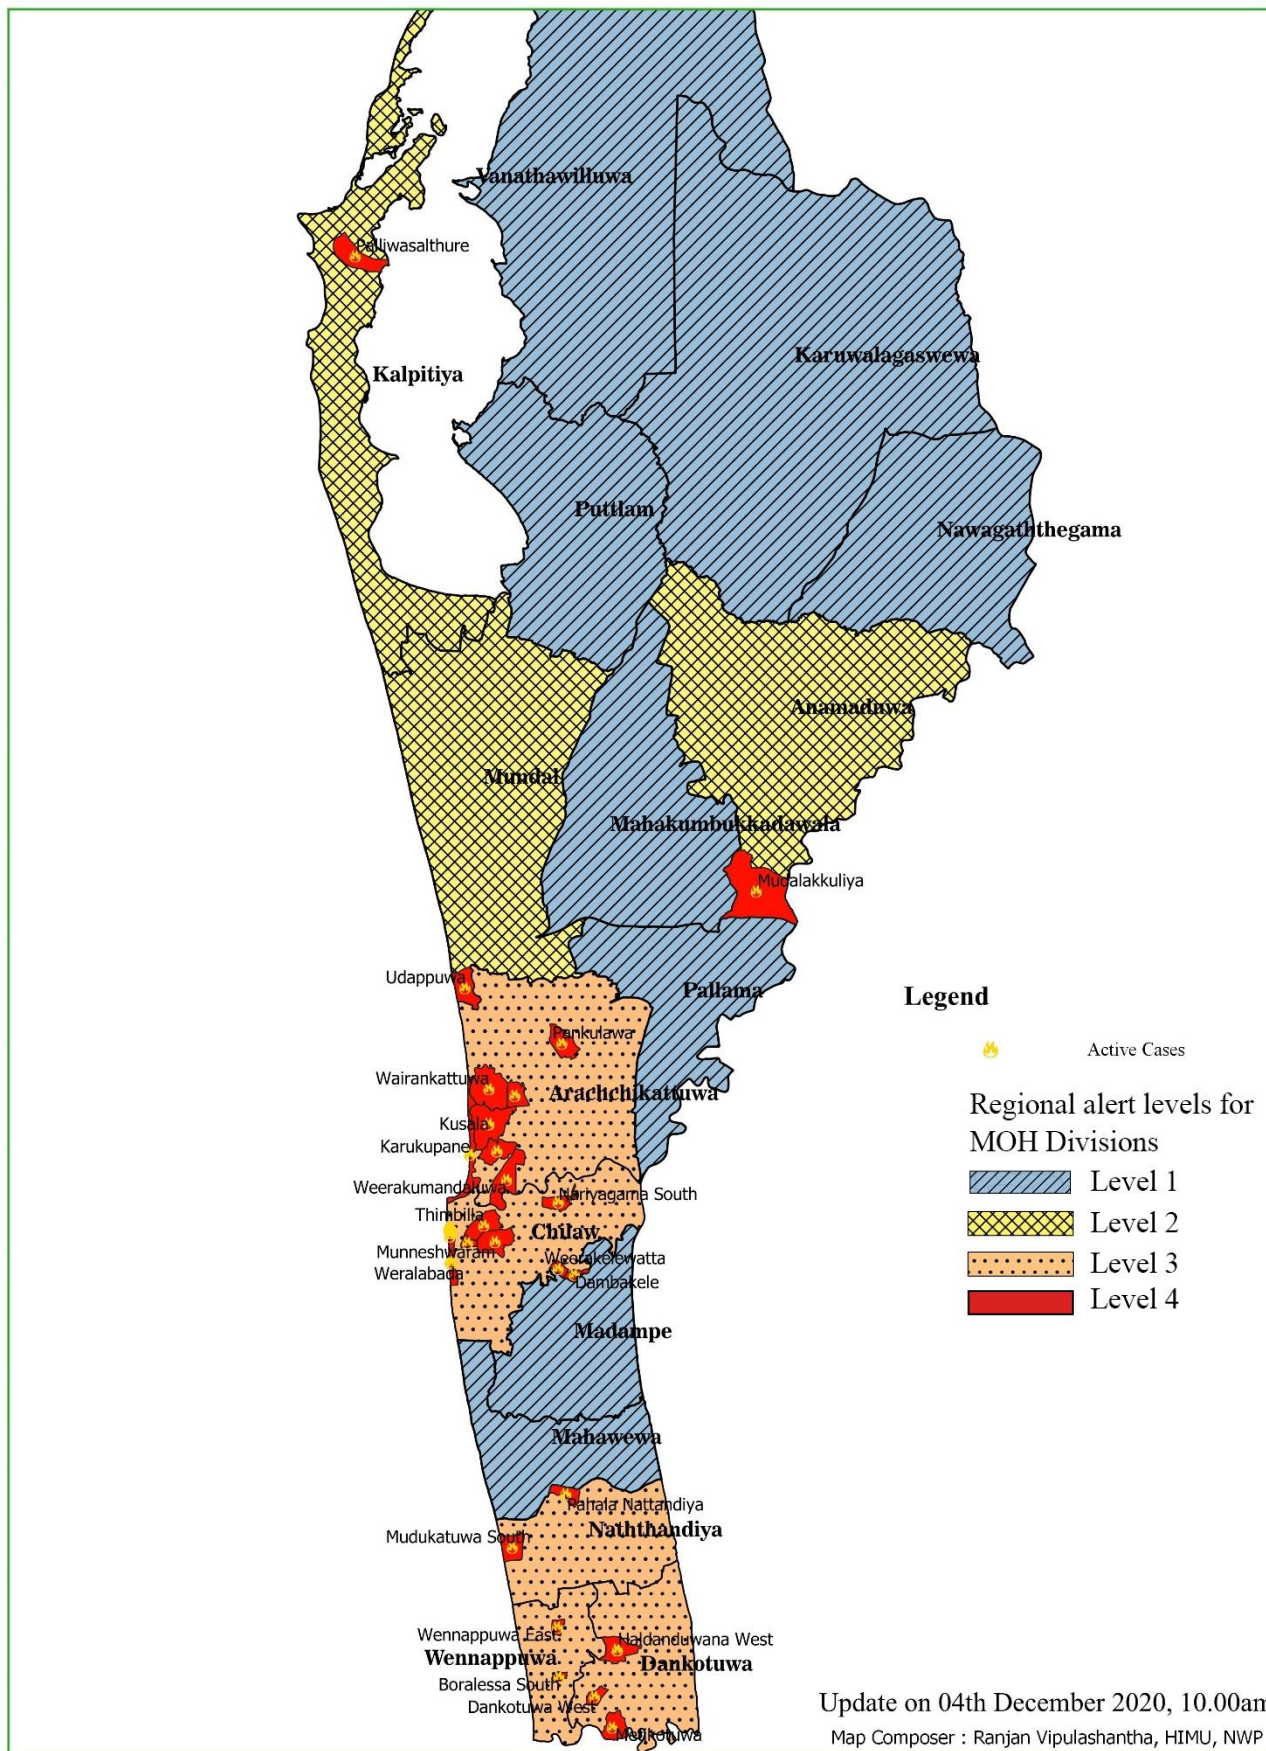 Vanathawilluwa
Palliwasalthure
Karuwalagaswewa
Kalpitiya
Puttlam
Nawagaththegama
Anamaduwa
Mundal
Mahakumbukkadawala
Mudalakkuliya
Udappuwa
Pallama
Legend
Pankulawa
Active Cases
Wairankattuwa
Arachchikattuwa
Regional alert levels for
MOH Divisions
Kusala
Karukupane
Level 1
Weerakumandaluwa
Nariyagama South
Thimbilla
Level 2
Chilaw
Munneshwaram
Weerakelewatta
Level 3
Weralabada
Dambakele
Level 4
Madampe
Mahawewa
Pahala Nattandiya
Naththandiya
Mudukatuwa South
Wennappuwa East
Haldanduwana West
Wennappuwa
Dankotuwa
Boralessa South
Dankotuwa West
Metikotuwa
Update on 04th December 2020, 10.00am
Map Composer : Ranjan Vipulashantha, HIMU, NWP